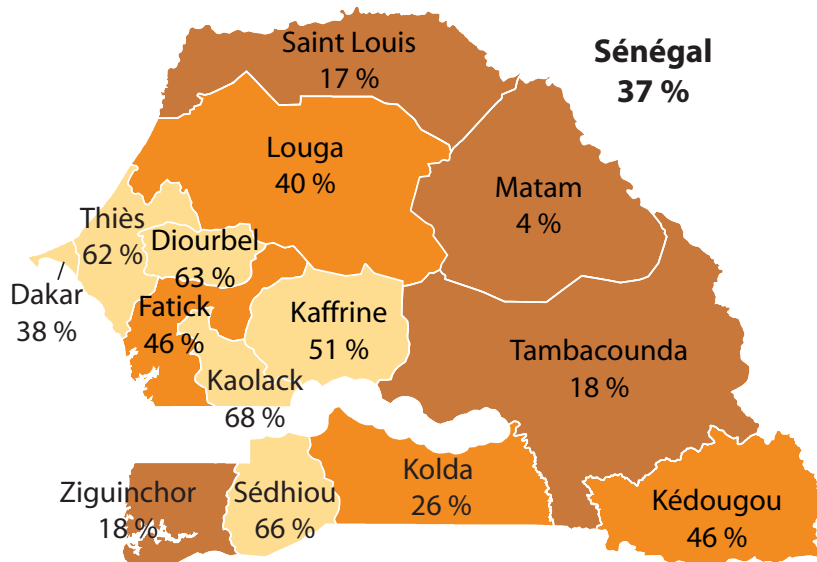 Saint Louis
17 %
Sénégal
37 %
Louga
40 %
Matam
4 %
Thiès
62 %
Diourbel
63 %
Dakar
38 %
Fatick
46 %
Kaffrine
51 %
Kaolack
68 %
Tambacounda
18 %
Ziguinchor
18 %
Sédhiou
66 %
Kolda
26 %
Kédougou
46 %